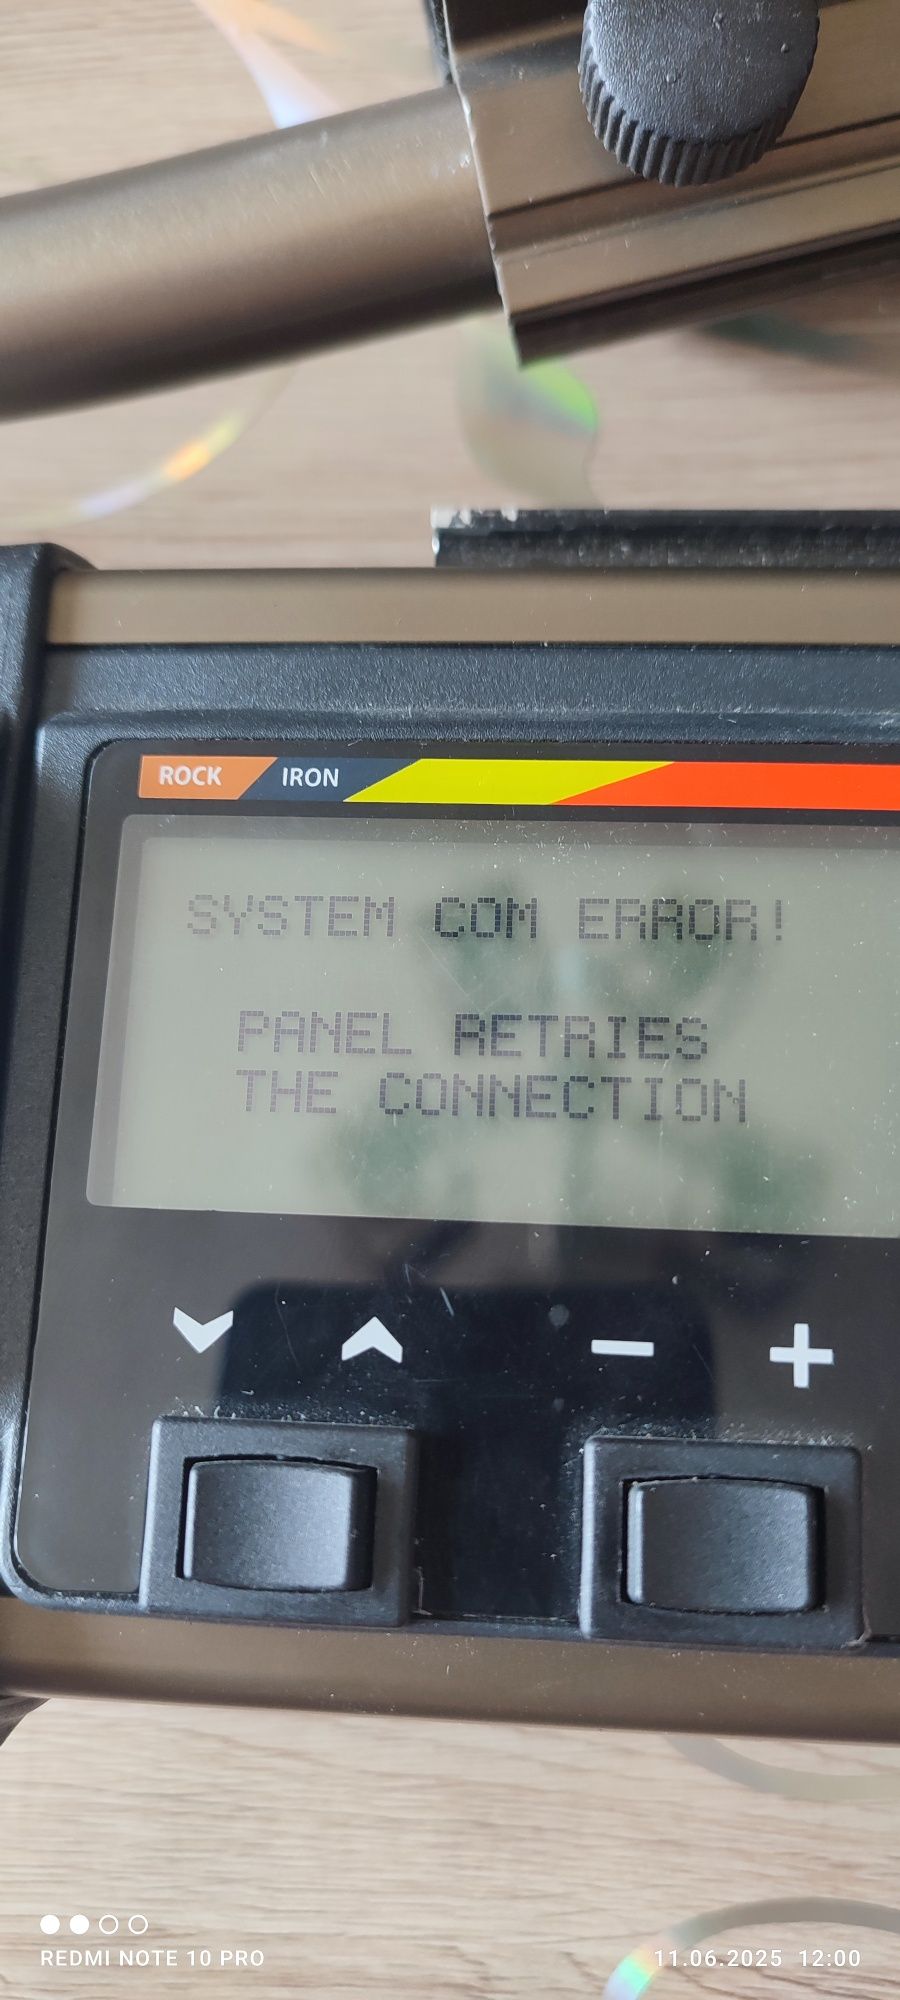 ROCK IRON
SYSTEM COM ERROR!
PANEL RETRIES
THE CONNECTION
REDMI NOTE 10 PRO
11.06.2025 12:00